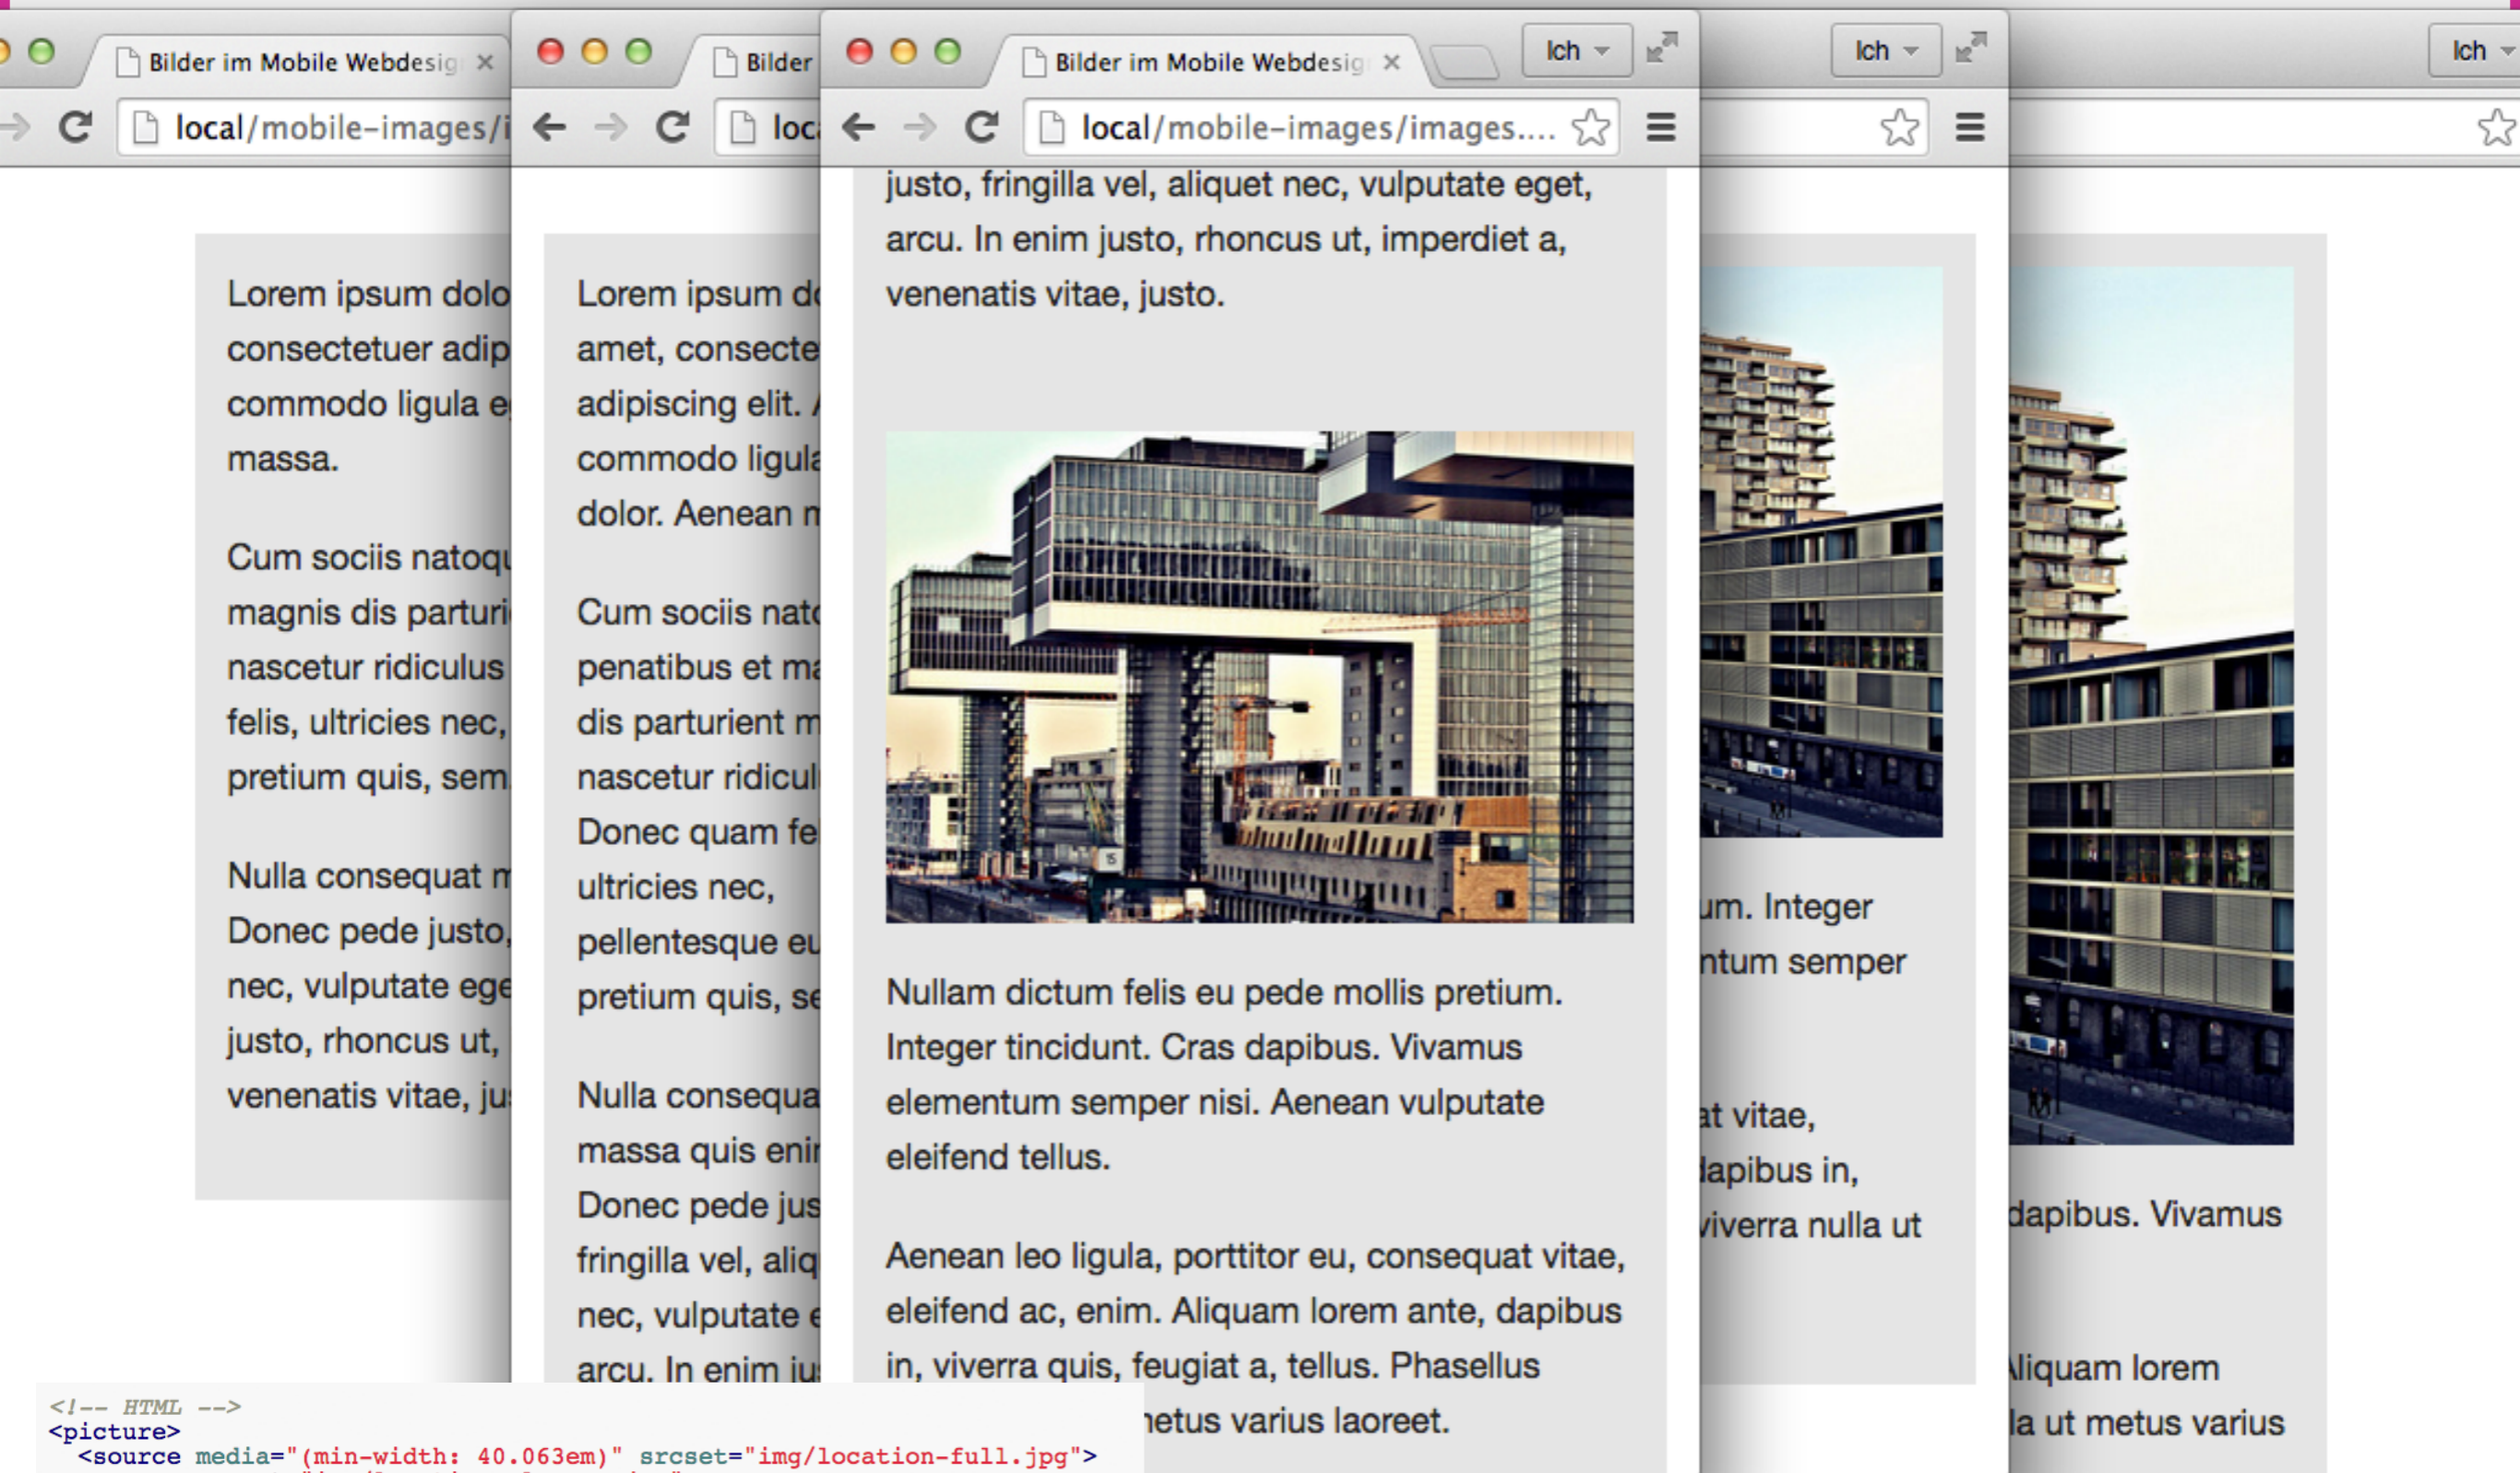 Bilder im Mobile Webdesig
local/mobile-images/i
Lorem ipsum dolo
consectetuer adip
commodo ligula e
massa.
Cum sociis natoqu
magnis dis parturi
nascetur ridiculus
felis, ultricies nec,
pretium quis, sem.
Nulla consequat m
Donec pede justo,
nec, vulputate ege
justo, rhoncus ut,
venenatis vitae, jus
Bilder
loca
Lorem ipsum do
amet, consecte
adipiscing elit. A
commodo ligula
dolor. Aenean m
Cum sociis nato
penatibus et ma
dis parturient m
nascetur ridicul
Donec quam fel
ultricies nec,
pellentesque eu
pretium quis, se
Nulla consequa
massa quis enim
Donec pede jus
fringilla vel, aliq
nec, vulputate e
arcu. In enim jus
Bilder im Mobile Webdesig
Ich
local/mobile-images/images....
justo, fringilla vel, aliquet nec, vulputate eget,
arcu. In enim justo, rhoncus ut, imperdiet a,
venenatis vitae, justo.
15
Nullam dictum felis eu pede mollis pretium.
Integer tincidunt. Cras dapibus. Vivamus
elementum semper nisi. Aenean vulputate
eleifend tellus.
Aenean leo ligula, porttitor eu, consequat vitae,
eleifend ac, enim. Aliquam lorem ante, dapibus
in, viverra quis, feugiat a, tellus. Phasellus
metus varius laoreet.
Ich
um. Integer
ntum semper
at vitae,
dapibus in,
viverra nulla ut
Ich
dapibus. Vivamus
Aliquam lorem
la ut metus varius
<!-- HTML -->
<picture>
<source media="(min-width: 40.063em)" srcset="img/location-full.jpg">